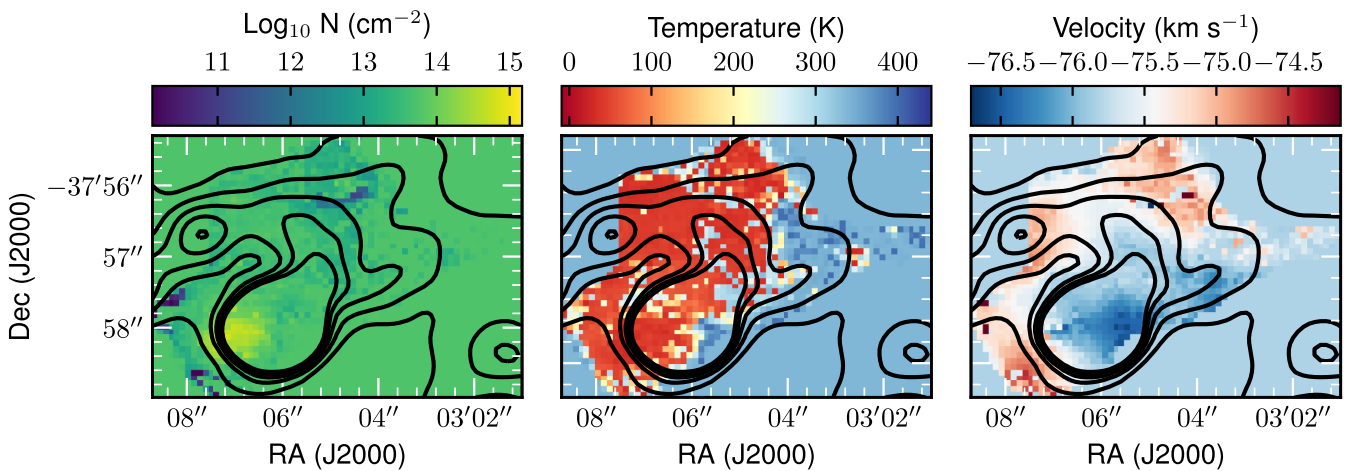 Log₁₀ N (cm⁻²) Temperature (K) Velocity (km s⁻¹)
11 12 13 14 15 0 100 200 300 400 −76.5 −76.0 −75.5 −75.0 −74.5
Dec (J2000)
−37′56″
57″
58″
08″ 06″ 04″ 03′02″ 08″ 06″ 04″ 03′02″ 08″ 06″ 04″ 03′02″
RA (J2000) RA (J2000) RA (J2000)